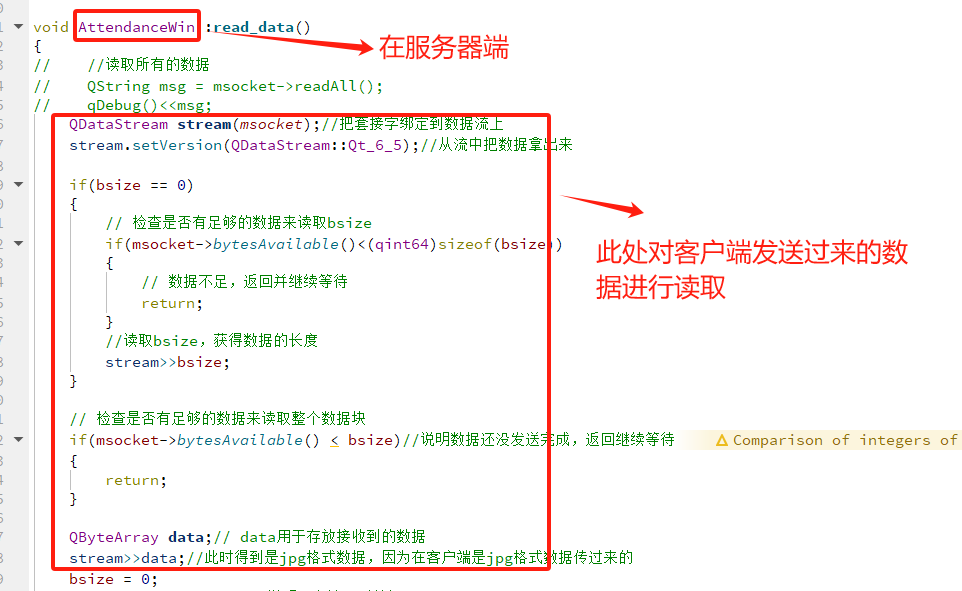 void AttendanceWin::read_data()
在服务器端
{
//    //读取所有的数据
//    QString msg = msocket->readAll();
//    qDebug()<<msg;
QDataStream stream(msocket);//把套接字绑定到数据流上
stream.setVersion(QDataStream::Qt_6_5);//从流中把数据拿出来
if(bsize == 0)
{
// 检查是否有足够的数据来读取bsize
if(msocket->bytesAvailable()<(qint64)sizeof(bsize))
{
// 数据不足，返回并继续等待
return;
}
//读取bsize，获得数据的长度
stream>>bsize;
}
此处对客户端发送过来的数
据进行读取
// 检查是否有足够的数据来读取整个数据块
if(msocket->bytesAvailable() < bsize)//说明数据还没发送完成，返回继续等待 Comparison of integers of
{
return;
}
QByteArray data;// data用于存放接收到的数据
stream>>data;//此时得到是jpg格式数据，因为在客户端是jpg格式数据传过来的
bsize = 0;